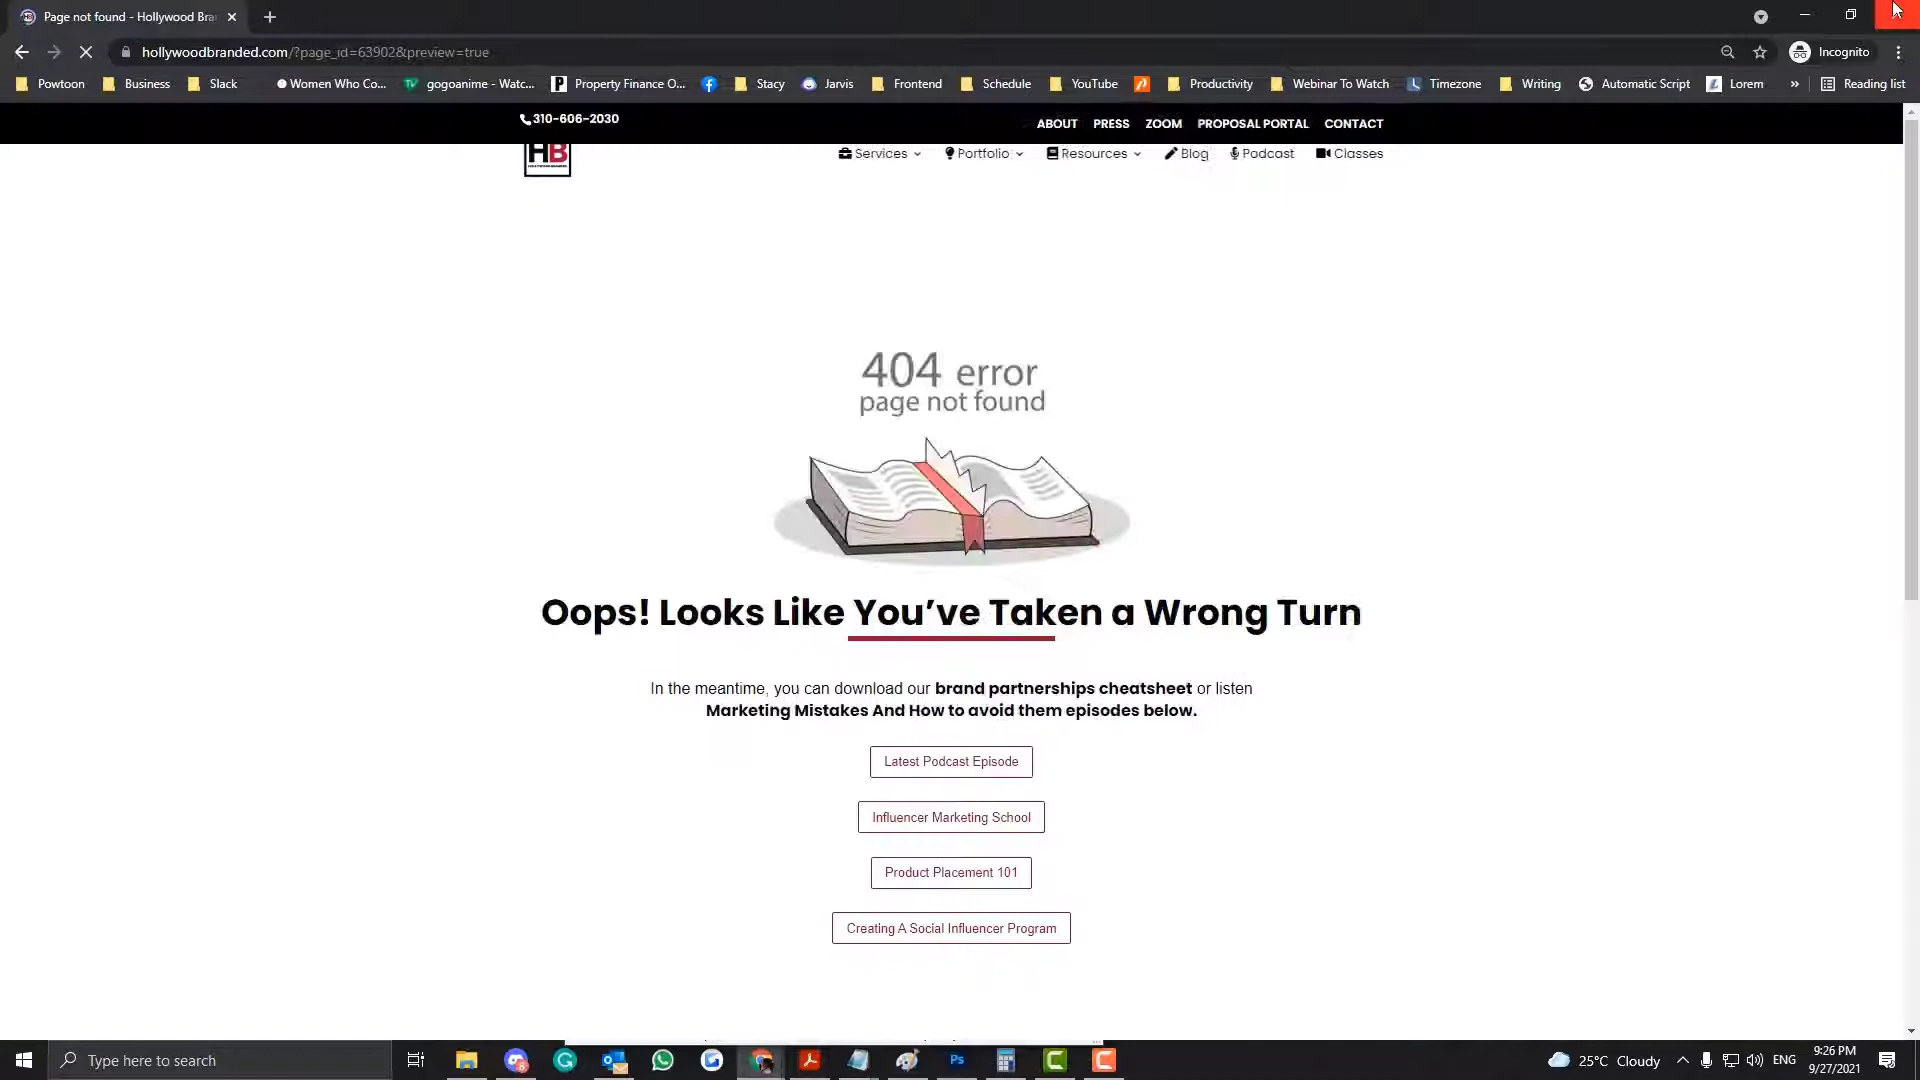 Page not found - Hollywood Bra
hollywoodbranded.com/?page_id=63902&preview=true
Incognito
Powtoon Business Slack Women Who Co... gogoanime - Watc... Property Finance O... Stacy Jarvis Frontend Schedule YouTube Productivity Webinar To Watch Timezone Writing Automatic Script Lorem » Reading list
310-606-2030
ABOUT PRESS ZOOM PROPOSAL PORTAL CONTACT
HB
Services Portfolio Resources Blog Podcast Classes
404 error
page not found
Oops! Looks Like You’ve Taken a Wrong Turn
In the meantime, you can download our brand partnerships cheatsheet or listen
Marketing Mistakes And How to avoid them episodes below.
Latest Podcast Episode
Influencer Marketing School
Product Placement 101
Creating A Social Influencer Program
Type here to search
Ps
25°C Cloudy
ENG
9:26 PM
9/27/2021